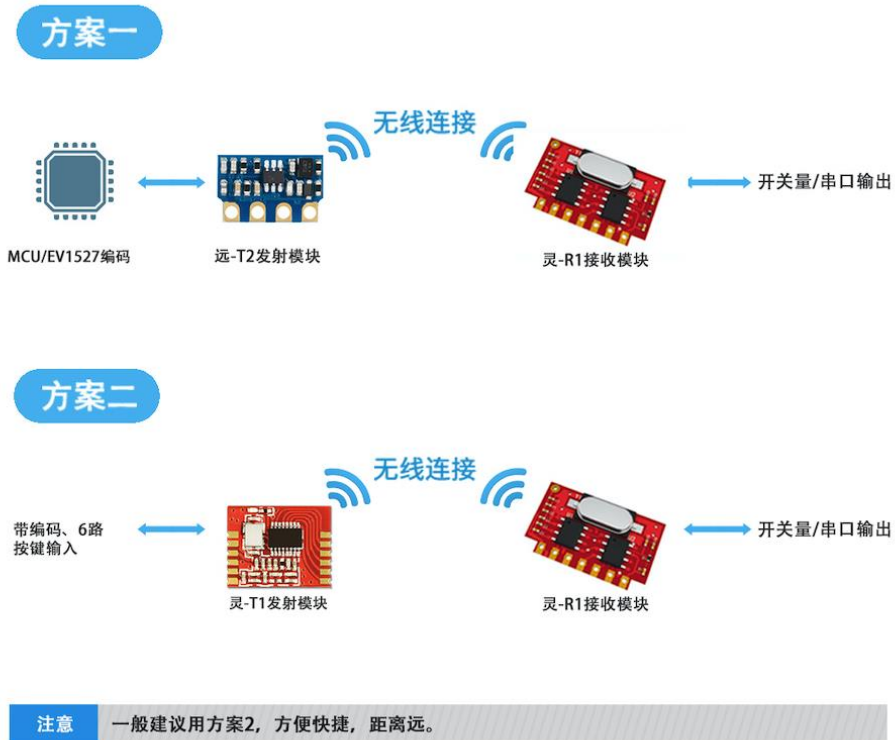 方案一
无线连接
开关量/串口输出
MCU/EV1527编码
远-T2发射模块
灵-R1接收模块
方案二
无线连接
带编码、6路
按键输入
开关量/串口输出
灵-T1发射模块
灵-R1接收模块
注意 一般建议用方案2，方便快捷，距离远。